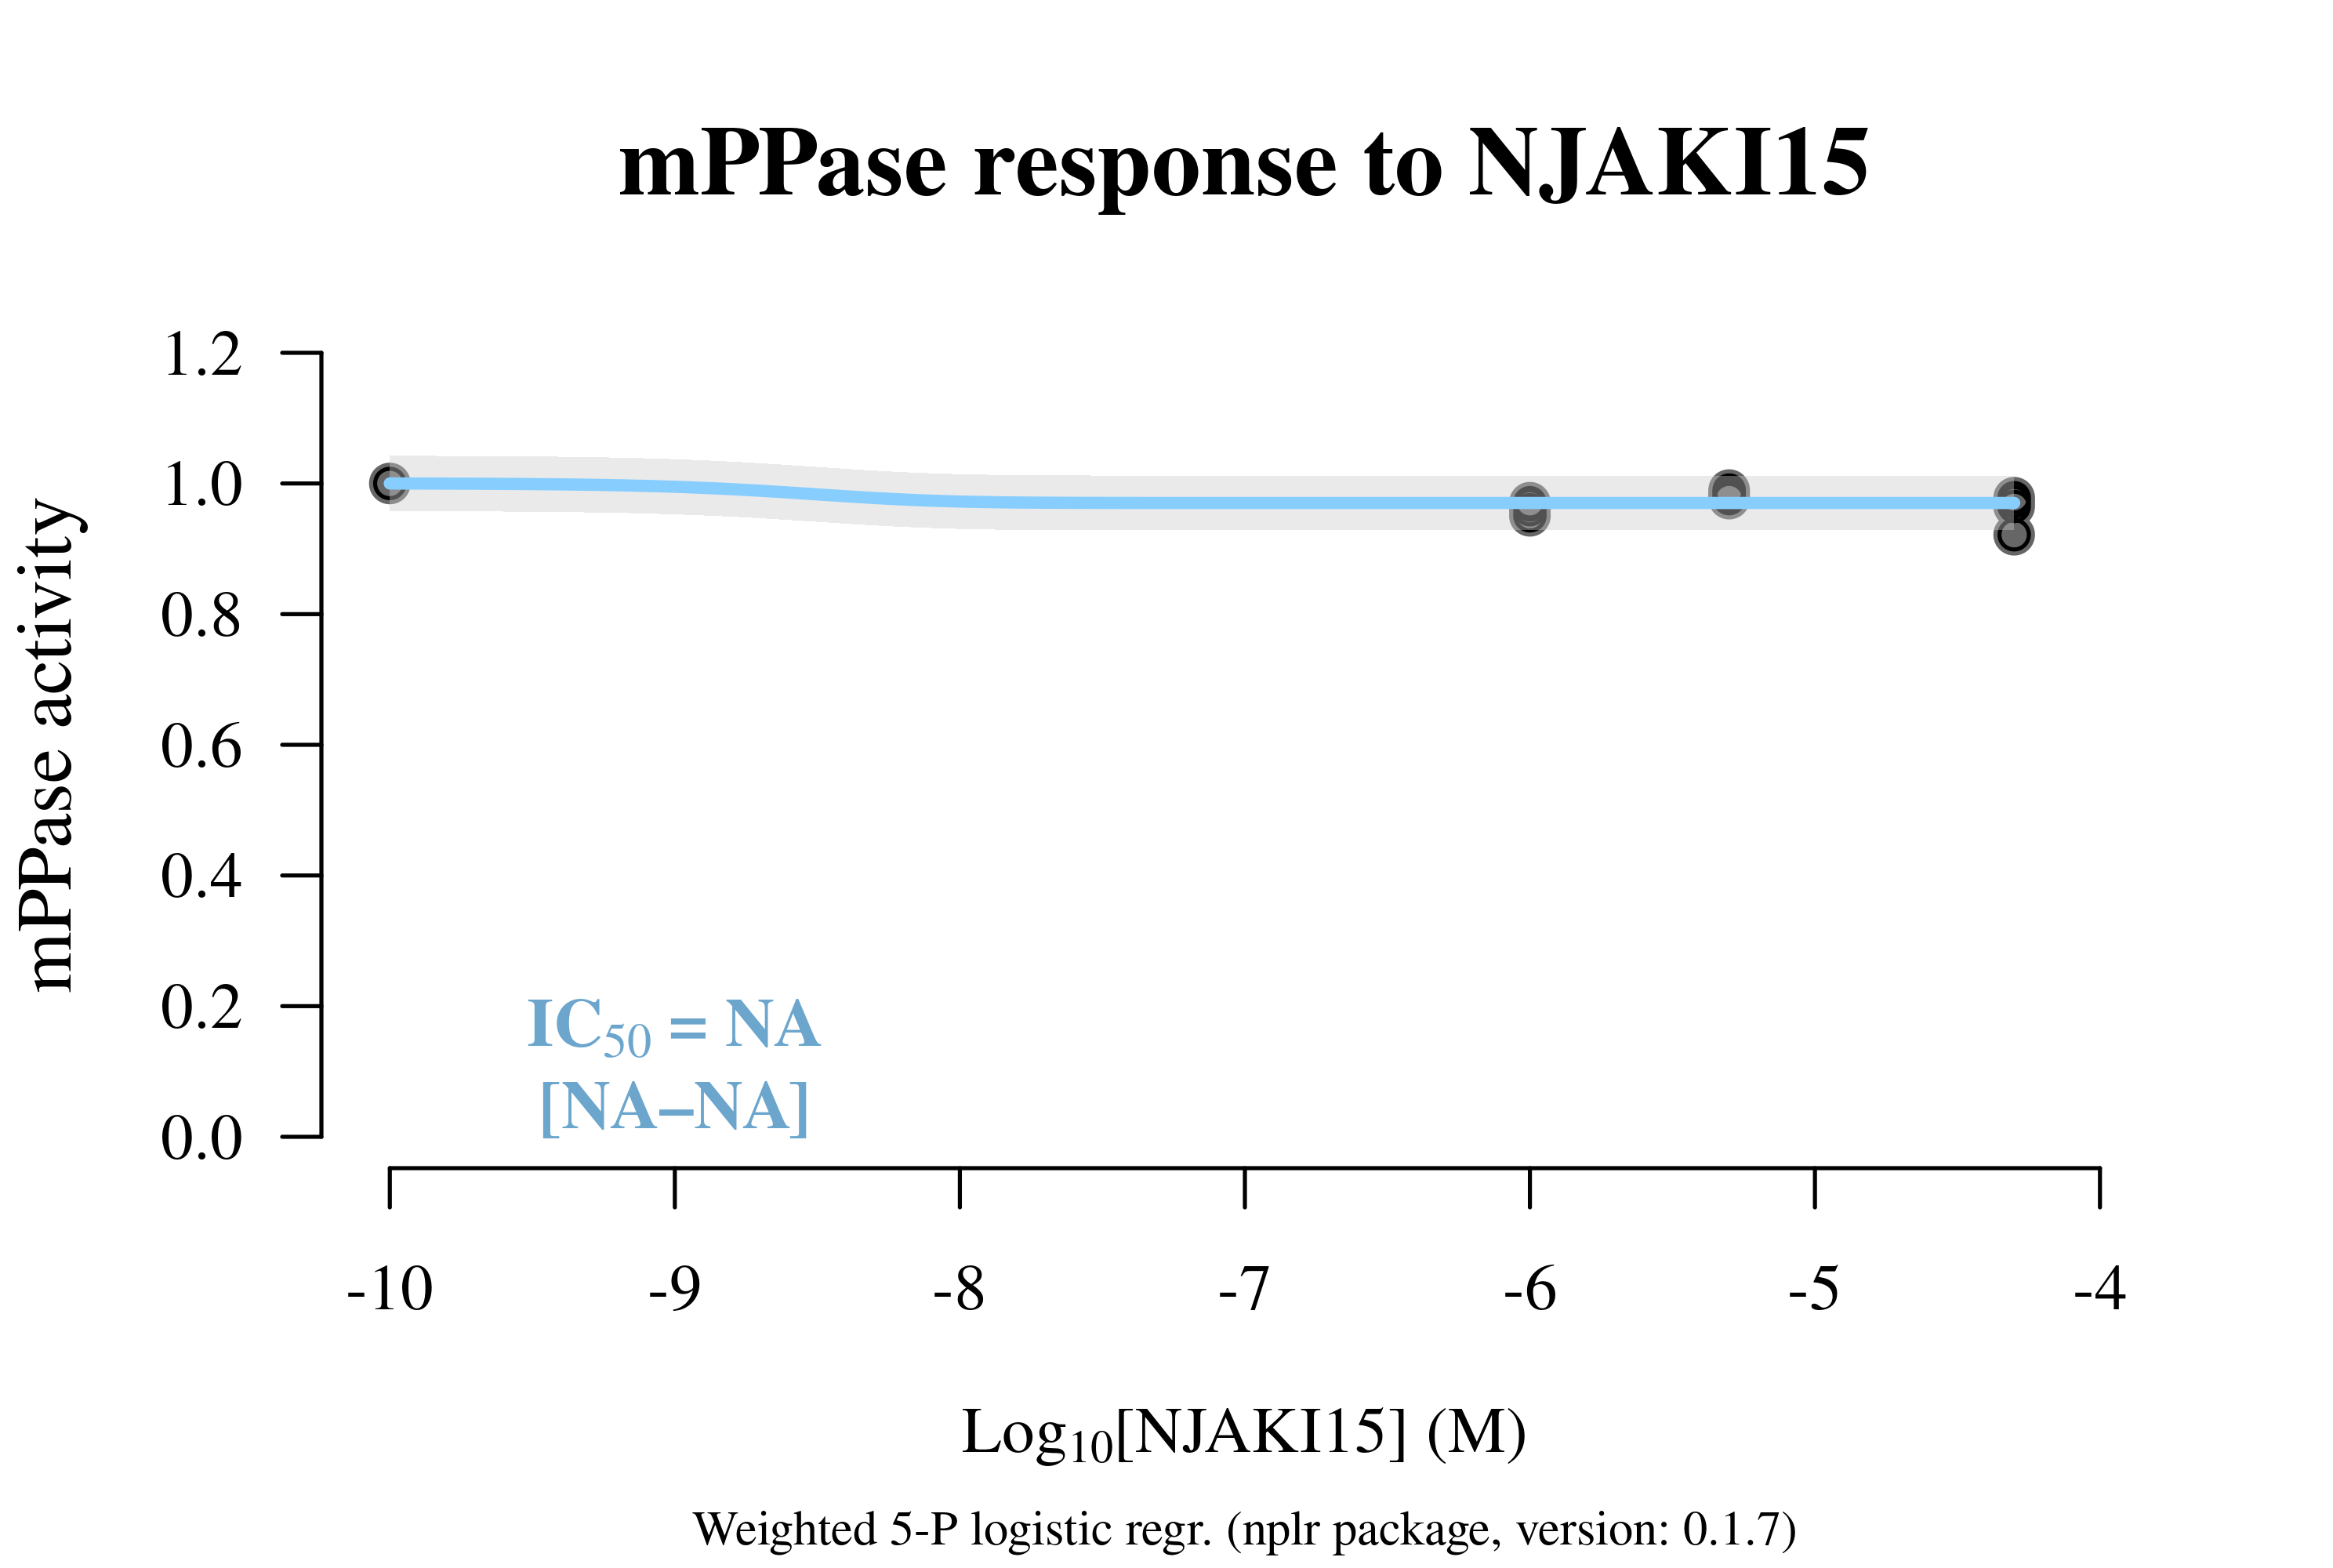 mPPase response to NJAKI15
mPPase activity
1.2
1.0
0.8
0.6
0.4
0.2
0.0
IC50 = NA
[NA–NA]
-10 -9 -8 -7 -6 -5 -4
Log10[NJAKI15] (M)
Weighted 5-P logistic regr. (nplr package, version: 0.1.7)